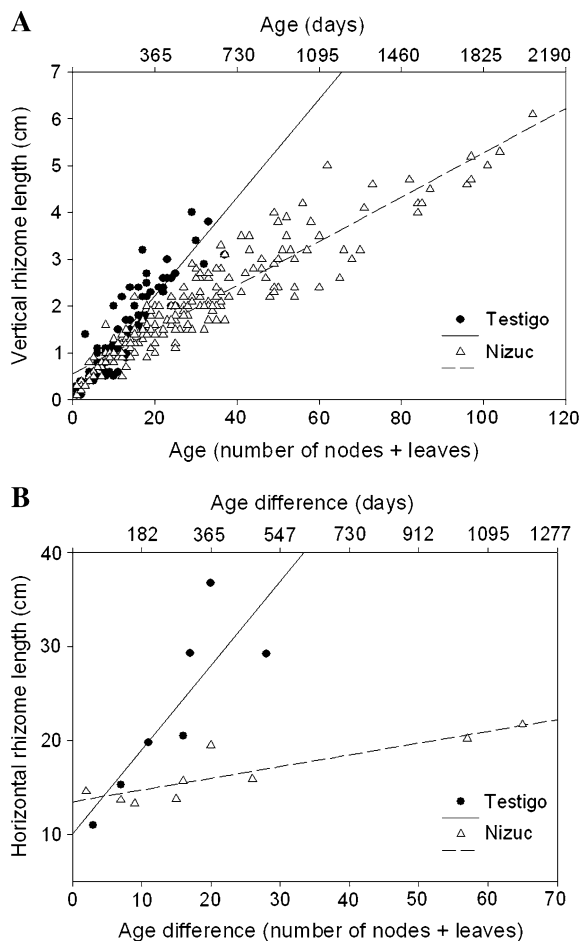 A
Age (days)
365 730 1095 1460 1825 2190
7
6
5
4
3
2
1
0
Vertical rhizome length (cm)
Testigo
Nizuc
0 20 40 60 80 100 120
Age (number of nodes + leaves)
B
Age difference (days)
182 365 547 730 912 1095 1277
40
30
20
10
Horizontal rhizome length (cm)
Testigo
Nizuc
0 10 20 30 40 50 60 70
Age difference (number of nodes + leaves)